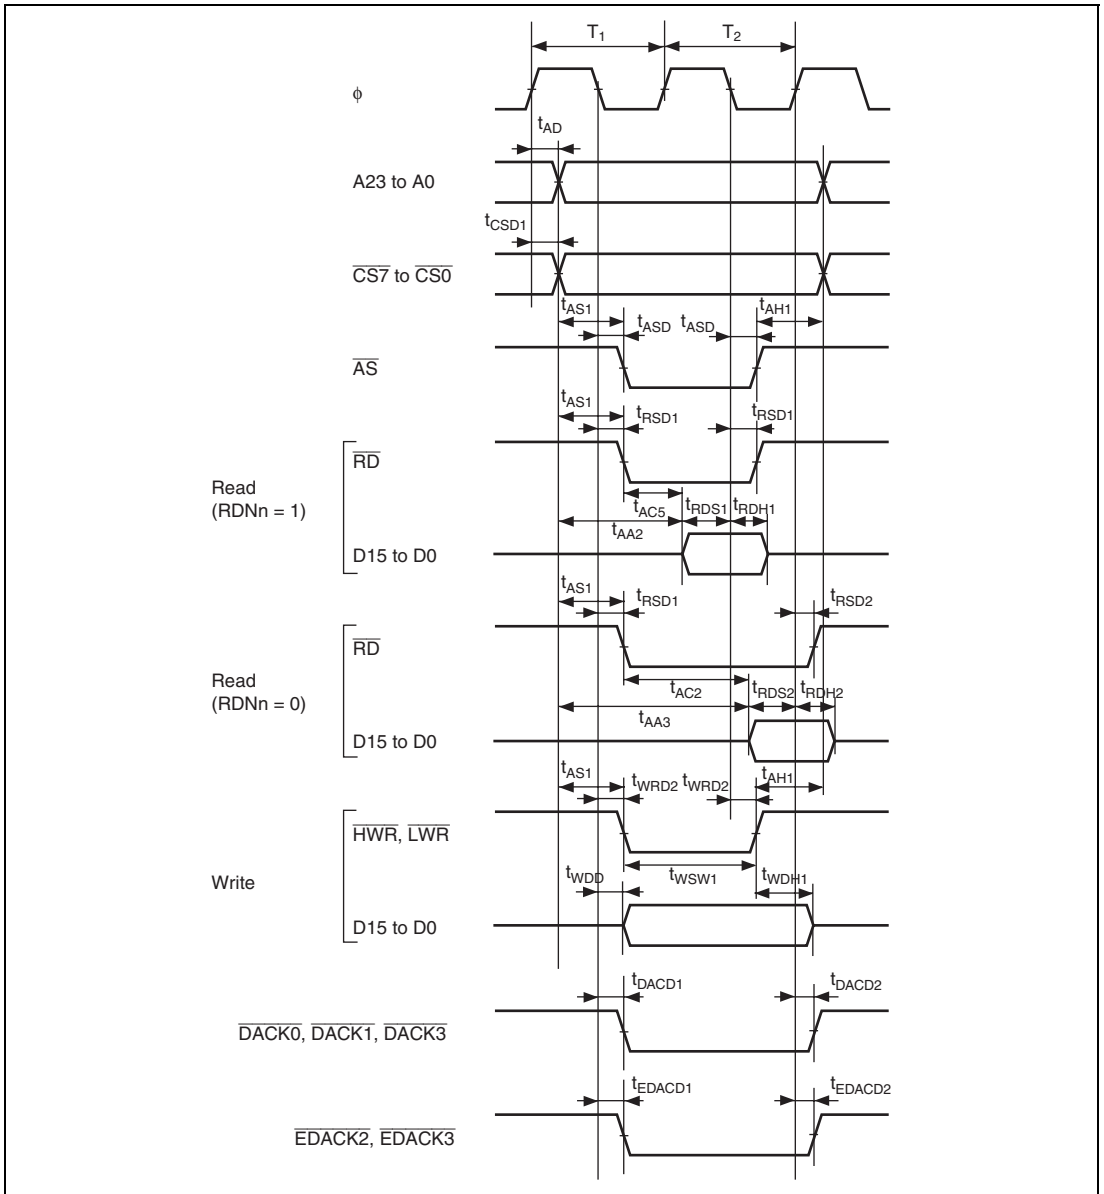 T1 T2
φ
tAD
A23 to A0
tCSD1
CS7 to CS0
tAS1 tASD tASD tAH1
AS
tAS1 tRSD1 tRSD1
RD
Read
(RDNn = 1)
tAC5 tRDS1 tRDH1
tAA2
D15 to D0
tAS1 tRSD1 tRSD2
RD
Read
(RDNn = 0)
tAC2 tRDS2 tRDH2
tAA3
D15 to D0
tAS1 tWRD2 tWRD2 tAH1
HWR, LWR
Write
tWDD tWSW1 tWDH1
D15 to D0
tDACD1 tDACD2
DACK0, DACK1, DACK3
tEDACD1 tEDACD2
EDACK2, EDACK3